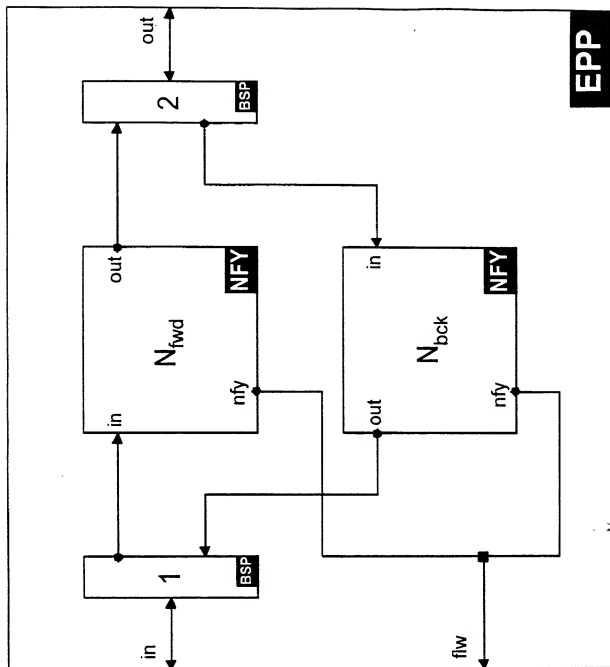 out
2
BSP
out
NFY
N_fwd
in
nfy
in
NFY
N_bck
out
nfy
1
BSP
in
flw
EPP